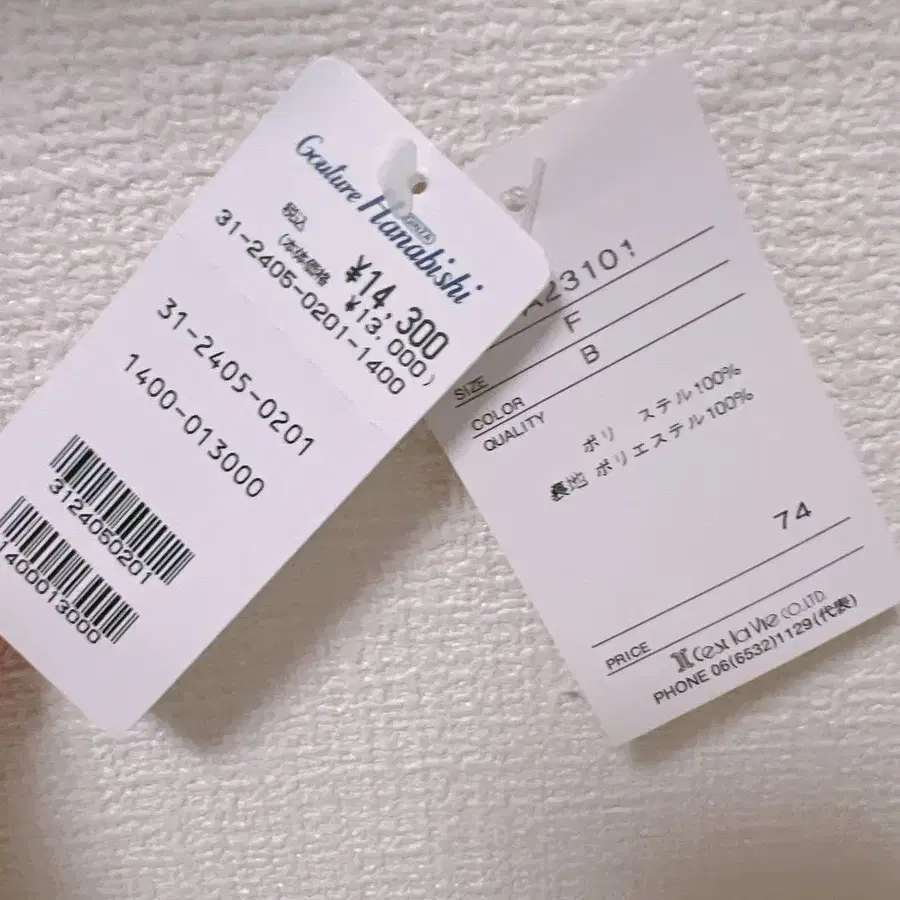 Couture Hanabishi
GINZA
税込 ¥14,300
(本体価格 ¥13,000)
31-2405-0201-1400
31-2405-0201
1400-013000
3124050201
1400013000
A23101
SIZE F
COLOR B
QUALITY
ポリ ステル100%
裏地 ポリエステル100%
74
PRICE
C'est la Vie CO.,LTD.
PHONE 06(6532)1129(代表)